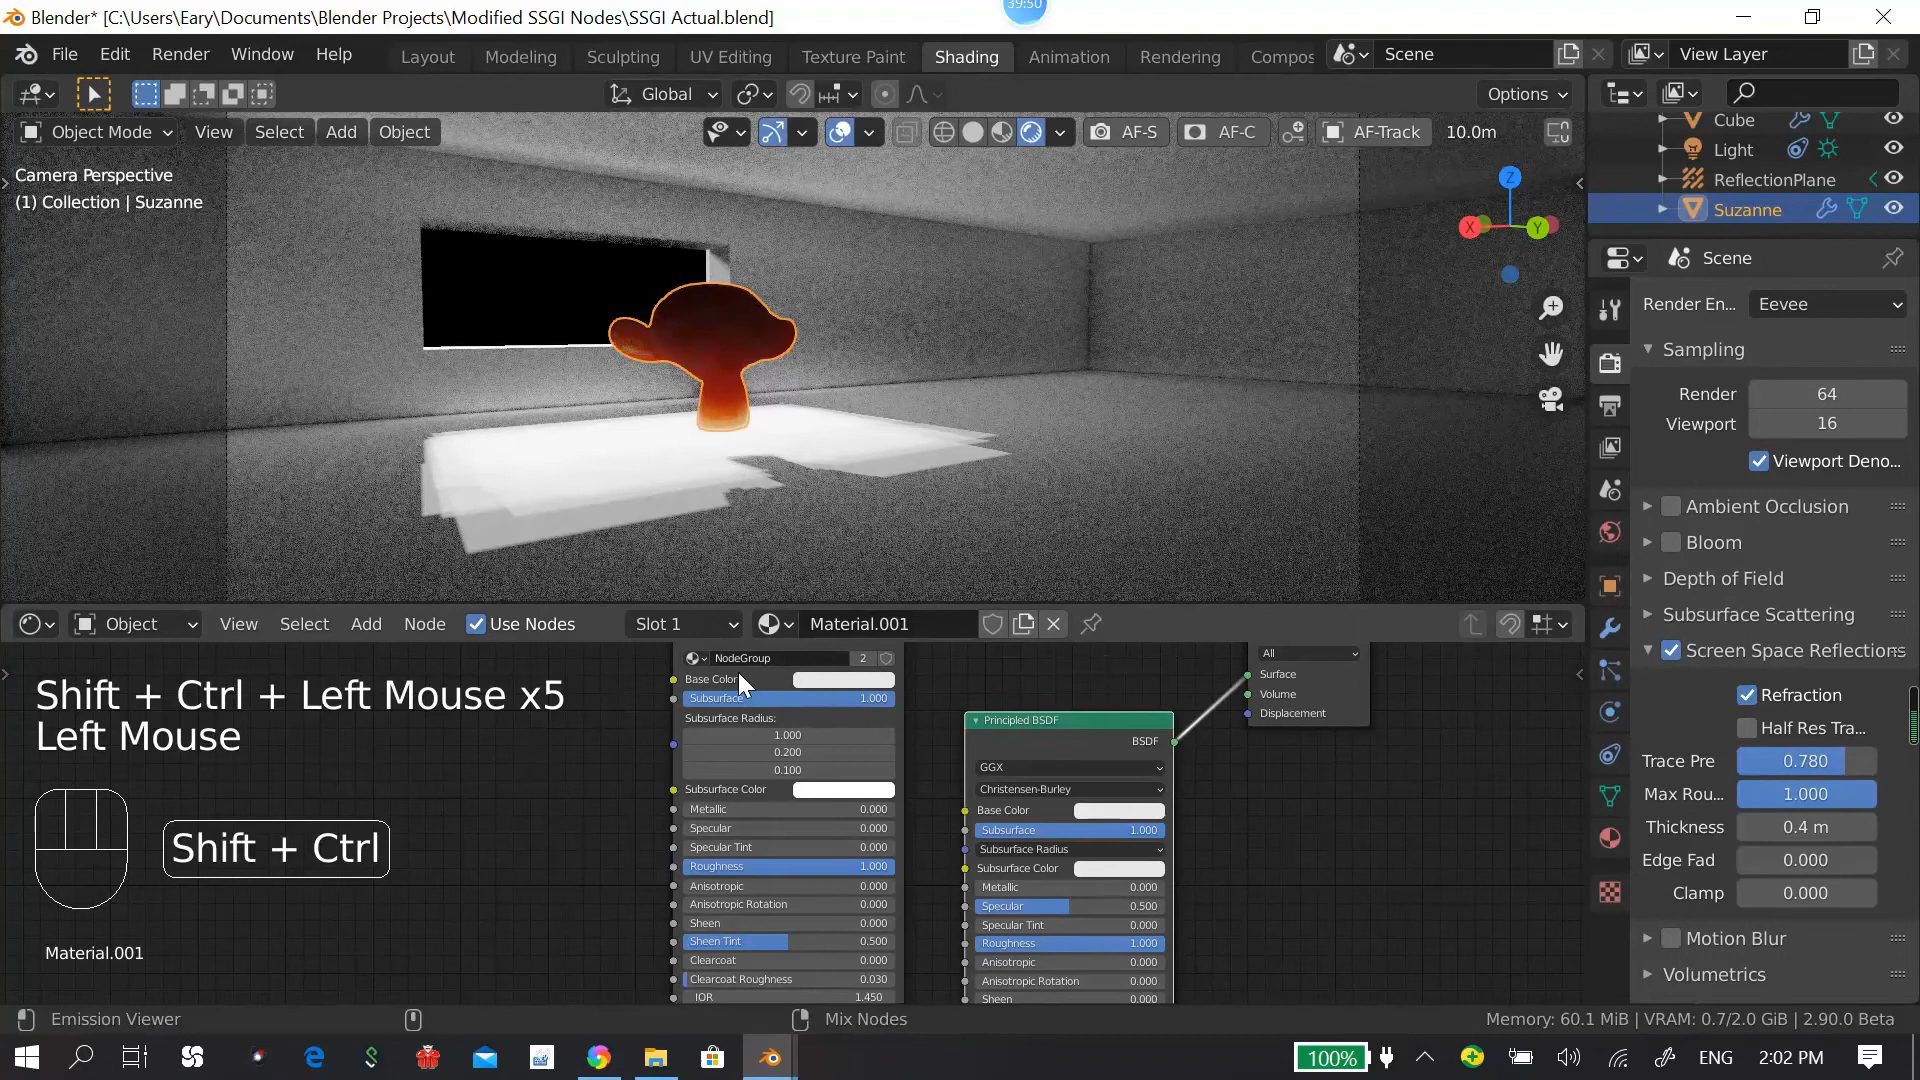 Blender* [C:\Users\Eary\Documents\Blender Projects\Modified SSGI Nodes\SSGI Actual.blend]
39:50
File Edit Render Window Help
Layout Modeling Sculpting UV Editing Texture Paint Shading Animation Rendering Compos
Scene
View Layer
Global
Options
Object Mode View Select Add Object
AF-S AF-C AF-Track 10.0m
Camera Perspective
(1) Collection | Suzanne
Z
X
Y
Cube
Light
ReflectionPlane
Suzanne
Scene
Render En... Eevee
Sampling
Render 64
Viewport 16
Viewport Deno...
Ambient Occlusion
Bloom
Depth of Field
Subsurface Scattering
Screen Space Reflections
Refraction
Half Res Tra...
Trace Pre 0.780
Max Rou... 1.000
Thickness 0.4 m
Edge Fad 0.000
Clamp 0.000
Motion Blur
Volumetrics
Object View Select Add Node Use Nodes Slot 1 Material.001
Shift + Ctrl + Left Mouse x5
Left Mouse
Shift + Ctrl
Material.001
NodeGroup 2
Base Color
Subsurface 1.000
Subsurface Radius:
1.000
0.200
0.100
Subsurface Color
Metallic 0.000
Specular 0.000
Specular Tint 0.000
Roughness 1.000
Anisotropic 0.000
Anisotropic Rotation 0.000
Sheen 0.000
Sheen Tint 0.500
Clearcoat 0.000
Clearcoat Roughness 0.030
IOR 1.450
Principled BSDF
BSDF
GGX
Christensen-Burley
Base Color
Subsurface 1.000
Subsurface Radius
Subsurface Color
Metallic 0.000
Specular 0.500
Specular Tint 0.000
Roughness 1.000
Anisotropic 0.000
Anisotropic Rotation 0.000
Sheen 0.000
All
Surface
Volume
Displacement
Emission Viewer
Mix Nodes
Memory: 60.1 MiB | VRAM: 0.7/2.0 GiB | 2.90.0 Beta
100%
ENG
2:02 PM